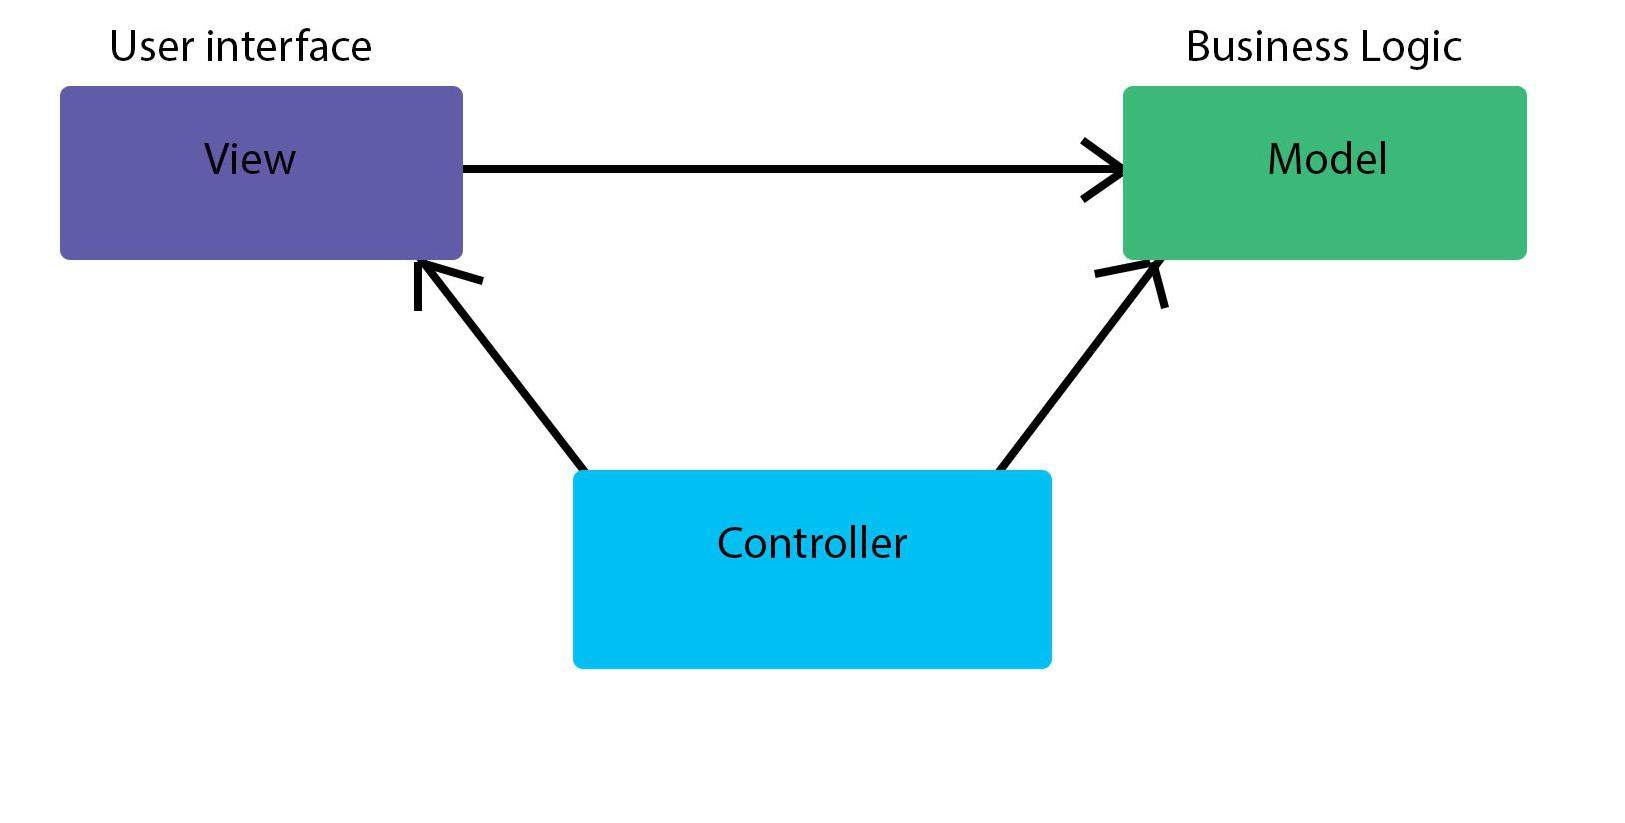 User interface
Business Logic
View
Model
Controller